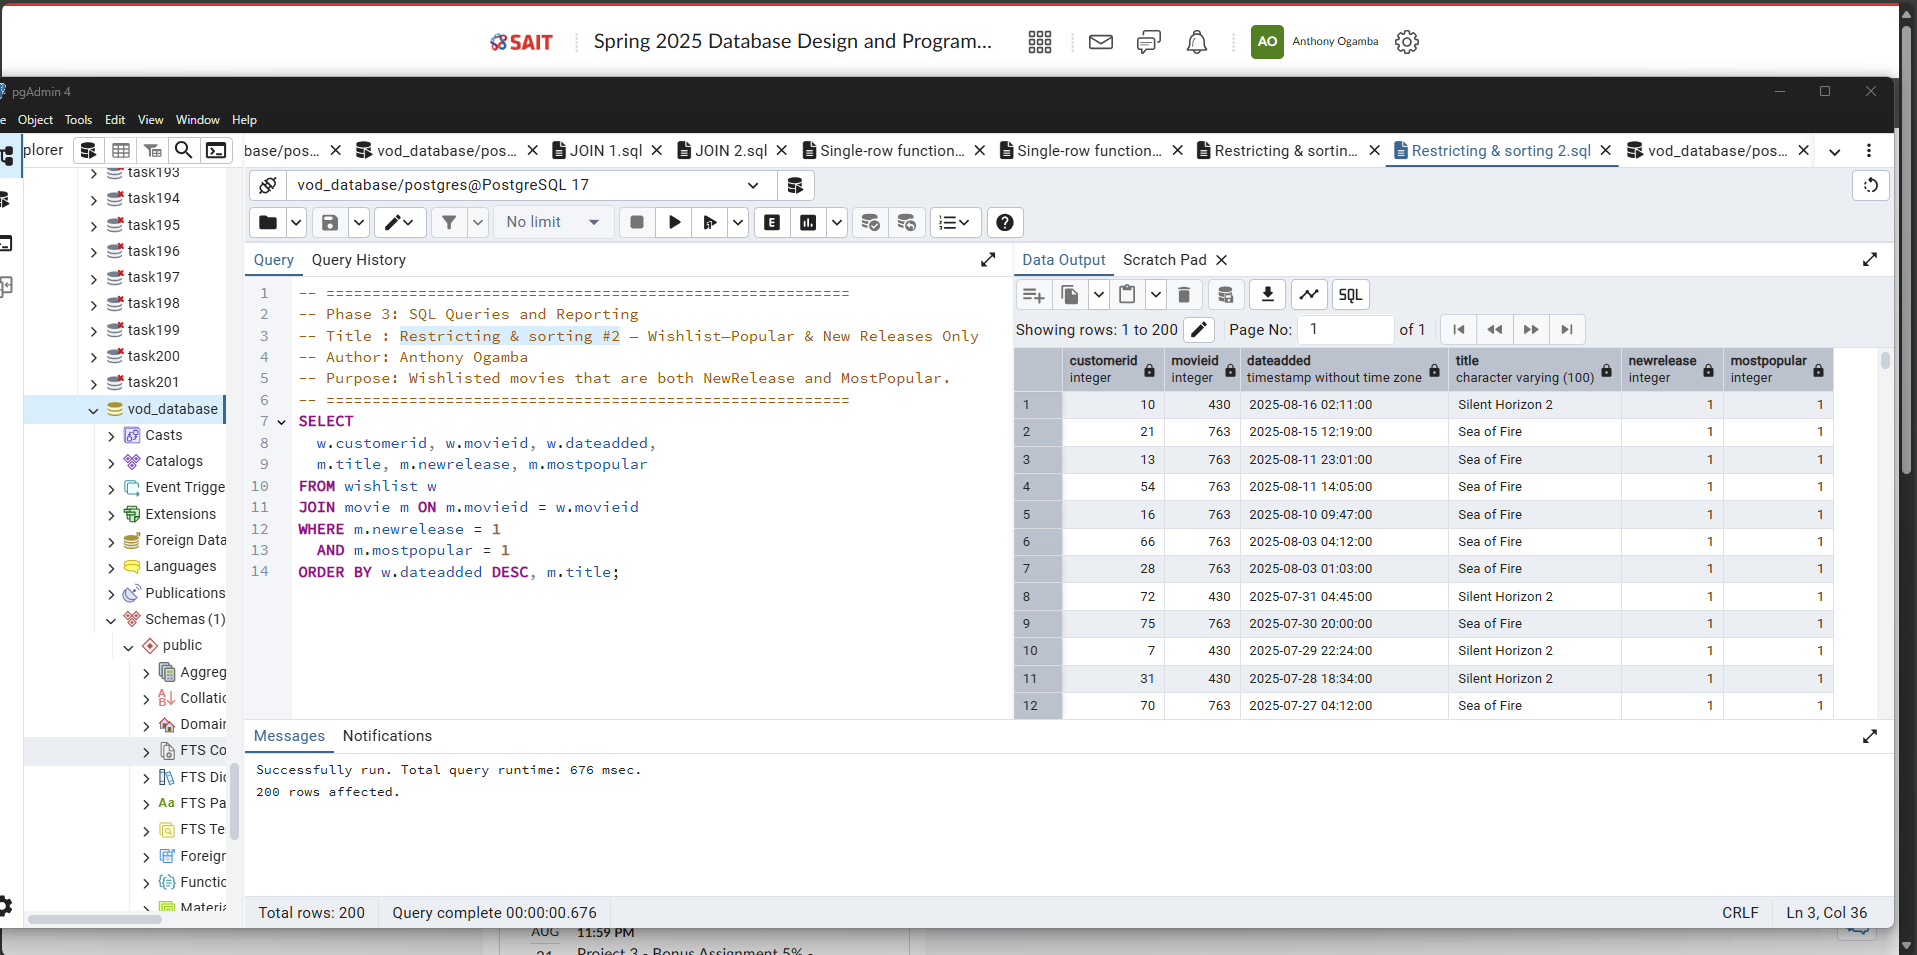 SAIT
Spring 2025 Database Design and Program...
AO
Anthony Ogamba
pgAdmin 4
e Object Tools Edit View Window Help
plorer
base/pos...
vod_database/pos...
JOIN 1.sql
JOIN 2.sql
Single-row function...
Single-row function...
Restricting & sortin...
Restricting & sorting 2.sql
vod_database/pos...
task193
task194
task195
task196
task197
task198
task199
task200
task201
vod_database
Casts
Catalogs
Event Trigge
Extensions
Foreign Data
Languages
Publications
Schemas (1)
public
Aggreg
Collatic
Domair
FTS Co
FTS Dic
FTS Pa
FTS Te
Foreigr
Functic
Materia
vod_database/postgres@PostgreSQL 17
No limit
E
Query Query History
1 -- =========================================================
2 -- Phase 3: SQL Queries and Reporting
3 -- Title : Restricting & sorting #2 – Wishlist—Popular & New Releases Only
4 -- Author: Anthony Ogamba
5 -- Purpose: Wishlisted movies that are both NewRelease and MostPopular.
6 -- =========================================================
7 SELECT
8 w.customerid, w.movieid, w.dateadded,
9 m.title, m.newrelease, m.mostpopular
10 FROM wishlist w
11 JOIN movie m ON m.movieid = w.movieid
12 WHERE m.newrelease = 1
13 AND m.mostpopular = 1
14 ORDER BY w.dateadded DESC, m.title;
Data Output Scratch Pad
SQL
Showing rows: 1 to 200 Page No: 1 of 1
customerid movieid dateadded title newrelease mostpopular
integer integer timestamp without time zone character varying (100) integer integer
1 10 430 2025-08-16 02:11:00 Silent Horizon 2 1 1
2 21 763 2025-08-15 12:19:00 Sea of Fire 1 1
3 13 763 2025-08-11 23:01:00 Sea of Fire 1 1
4 54 763 2025-08-11 14:05:00 Sea of Fire 1 1
5 16 763 2025-08-10 09:47:00 Sea of Fire 1 1
6 66 763 2025-08-03 04:12:00 Sea of Fire 1 1
7 28 763 2025-08-03 01:03:00 Sea of Fire 1 1
8 72 430 2025-07-31 04:45:00 Silent Horizon 2 1 1
9 75 763 2025-07-30 20:00:00 Sea of Fire 1 1
10 7 430 2025-07-29 22:24:00 Silent Horizon 2 1 1
11 31 430 2025-07-28 18:34:00 Silent Horizon 2 1 1
12 70 763 2025-07-27 04:12:00 Sea of Fire 1 1
Messages Notifications
Successfully run. Total query runtime: 676 msec.
200 rows affected.
Total rows: 200 Query complete 00:00:00.676 CRLF Ln 3, Col 36
AUG 11:59 PM
Project 3 - Bonus Assignment 5% -